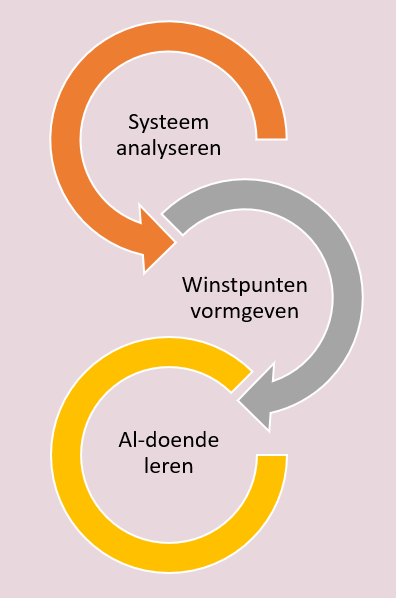 Systeem
analyseren
Winstpunten
vormgeven
Al-doende
leren